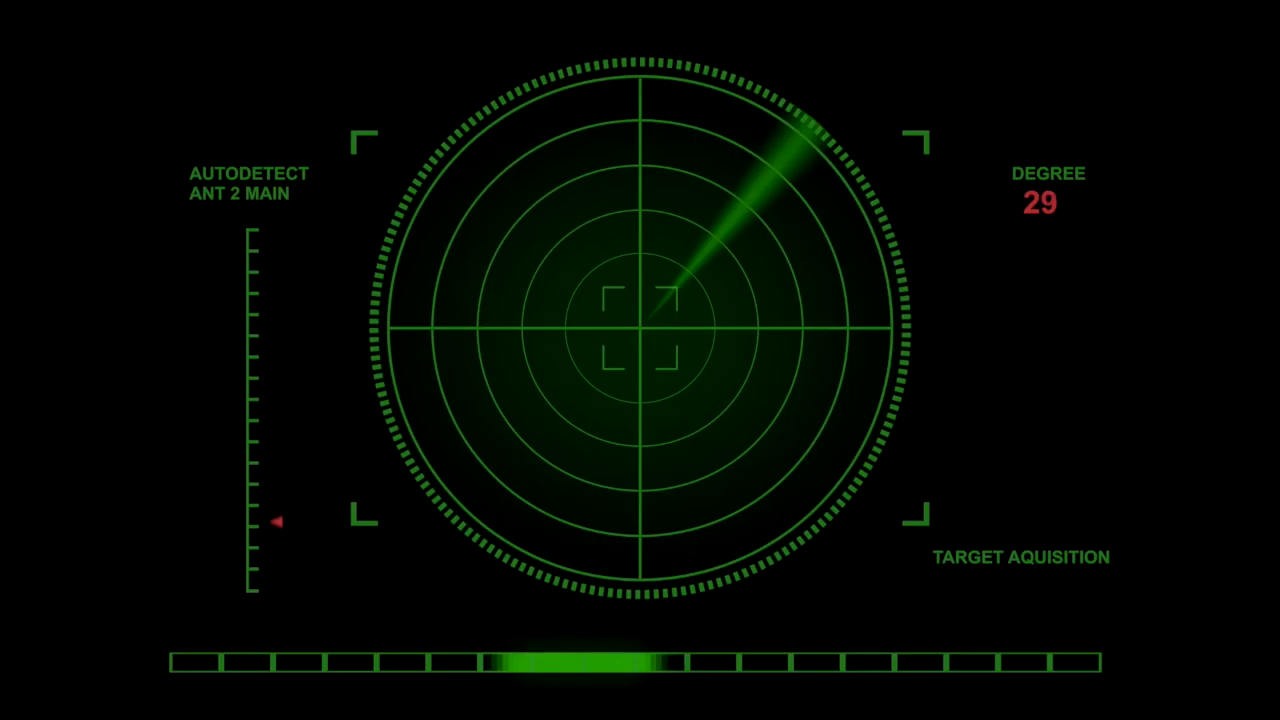 AUTODETECT
ANT 2 MAIN
DEGREE
29
TARGET AQUISITION